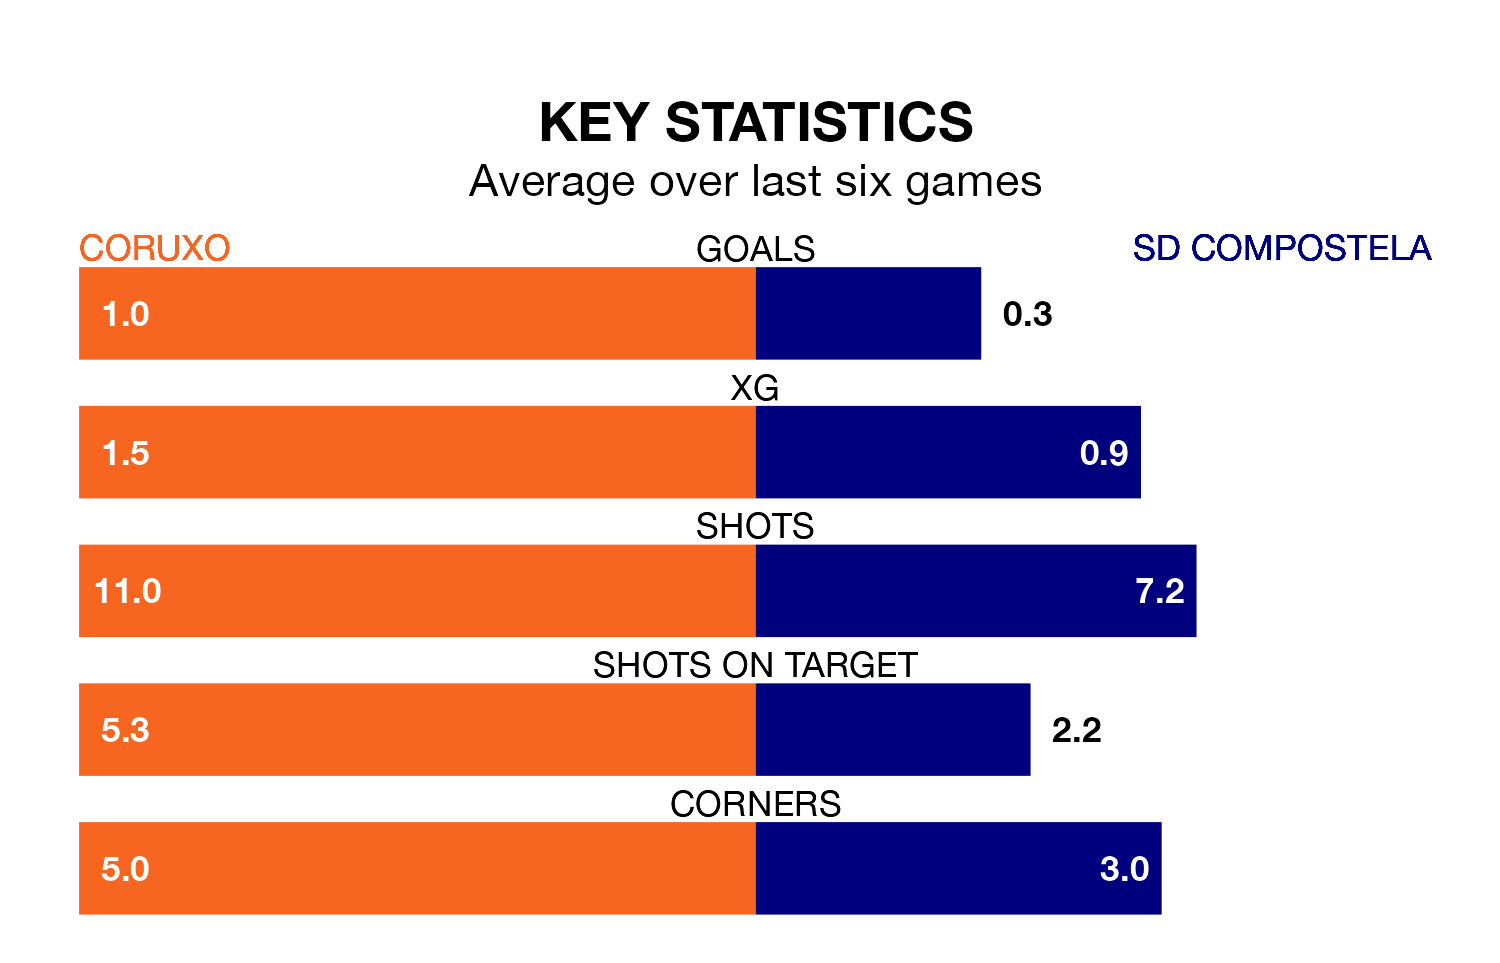 KEY STATISTICS
Average over last six games
CORUXO GOALS SD COMPOSTELA
1.0 0.3
XG
1.5 0.9
SHOTS
11.0 7.2
SHOTS ON TARGET
5.3 2.2
CORNERS
5.0 3.0